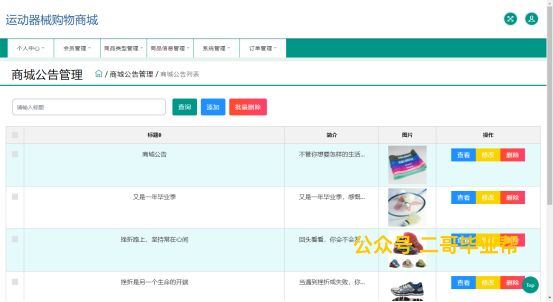 运动器械购物商城
个人中心 会员管理 商品类型管理 商品信息管理 系统管理 订单管理
商城公告管理 / 商城公告管理 / 商城公告列表
请输入标题 查询 添加 批量删除
标题 简介 图片 操作
商城公告 不管你想要怎样的生活... 查看 修改 删除
又是一年毕业季 又是一年毕业季，感慨... 查看 修改 删除
挫折路上，坚持常在心间 回头看看，你会不会发... 查看 修改 删除
公众号:二哥毕业帮
挫折是另一个生命的开端 当遇到挫折或失败，你... 查看 修改 删除
Top